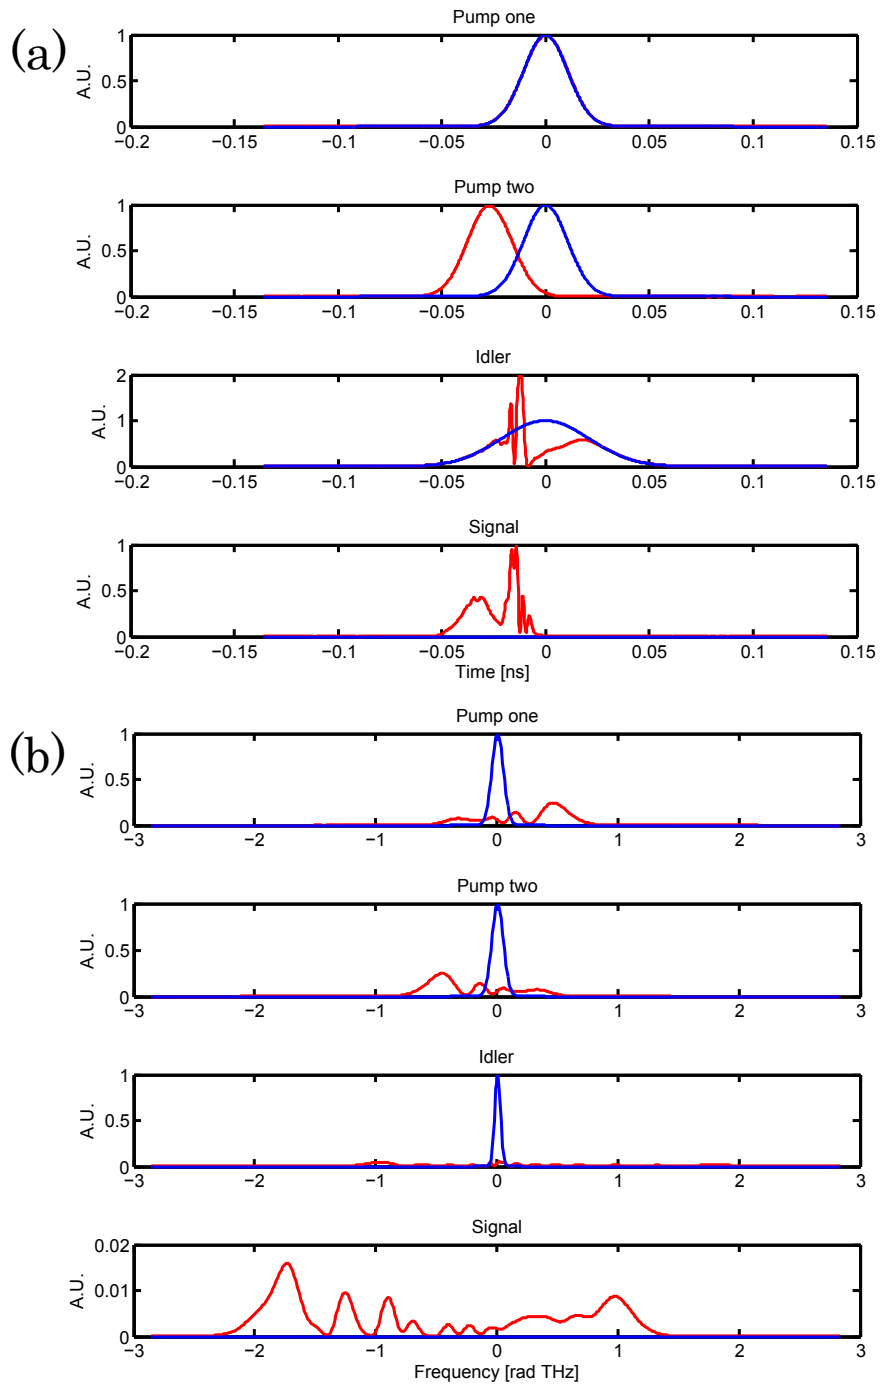 (a)
Pump one
A.U.
1
0.5
0
−0.2 −0.15 −0.1 −0.05 0 0.05 0.1 0.15
Pump two
A.U.
1
0.5
0
−0.2 −0.15 −0.1 −0.05 0 0.05 0.1 0.15
Idler
A.U.
2
1
0
−0.2 −0.15 −0.1 −0.05 0 0.05 0.1 0.15
Signal
A.U.
1
0.5
0
−0.2 −0.15 −0.1 −0.05 0 0.05 0.1 0.15
Time [ns]
(b)
Pump one
A.U.
1
0.5
0
−3 −2 −1 0 1 2 3
Pump two
A.U.
1
0.5
0
−3 −2 −1 0 1 2 3
Idler
A.U.
1
0.5
0
−3 −2 −1 0 1 2 3
Signal
A.U.
0.02
0.01
0
−3 −2 −1 0 1 2 3
Frequency [rad THz]